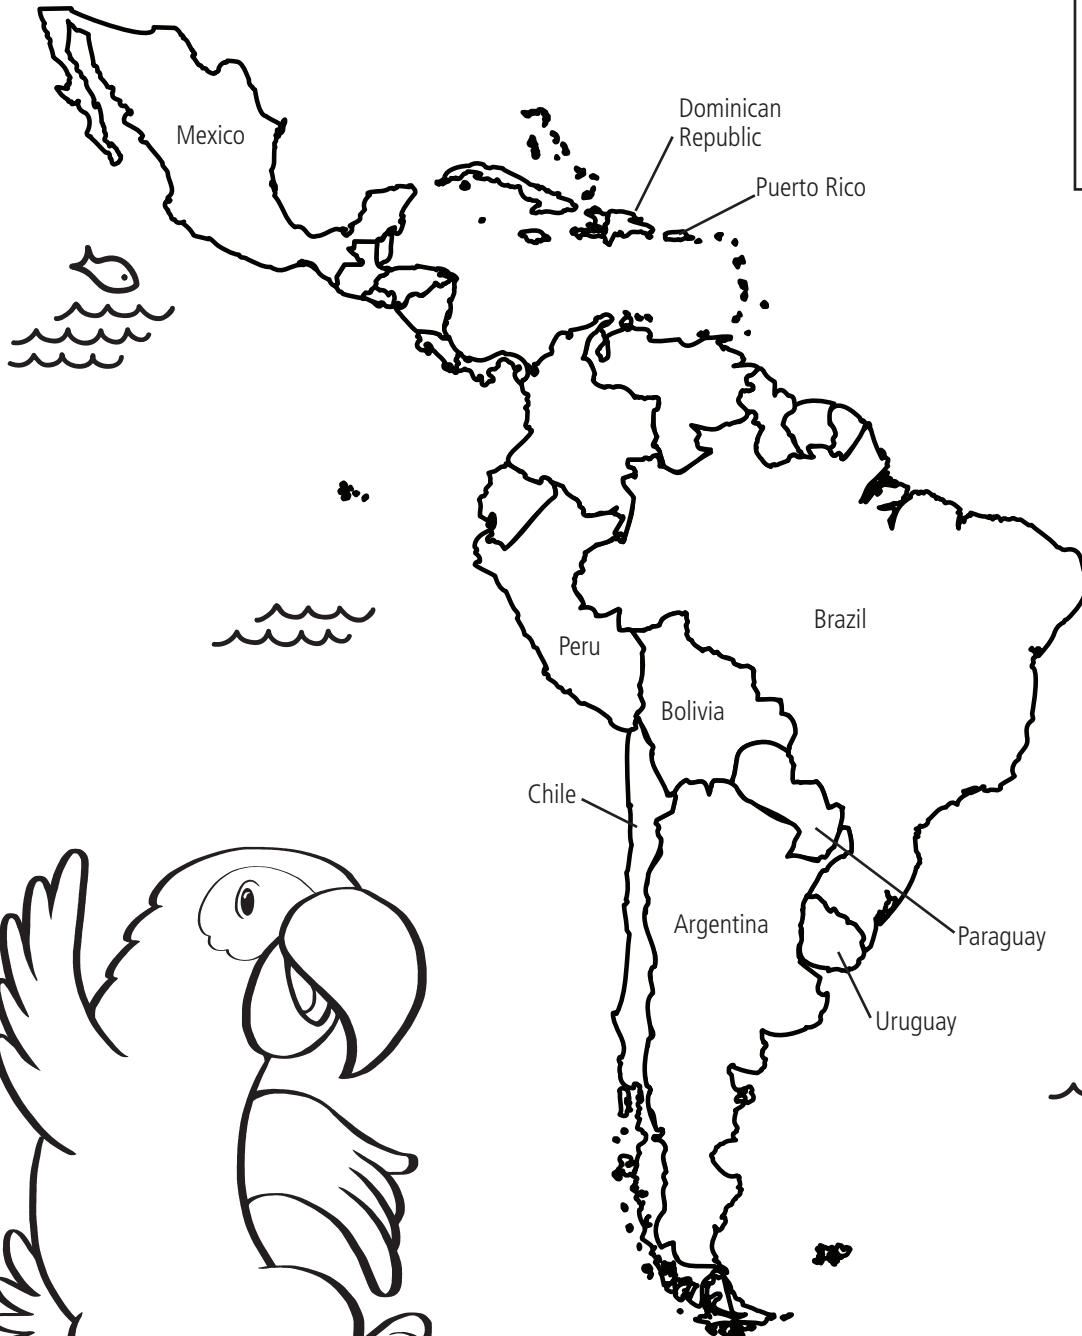 Mexico
Dominican
Republic
Puerto Rico
Brazil
Peru
Bolivia
Chile
Argentina
Paraguay
Uruguay